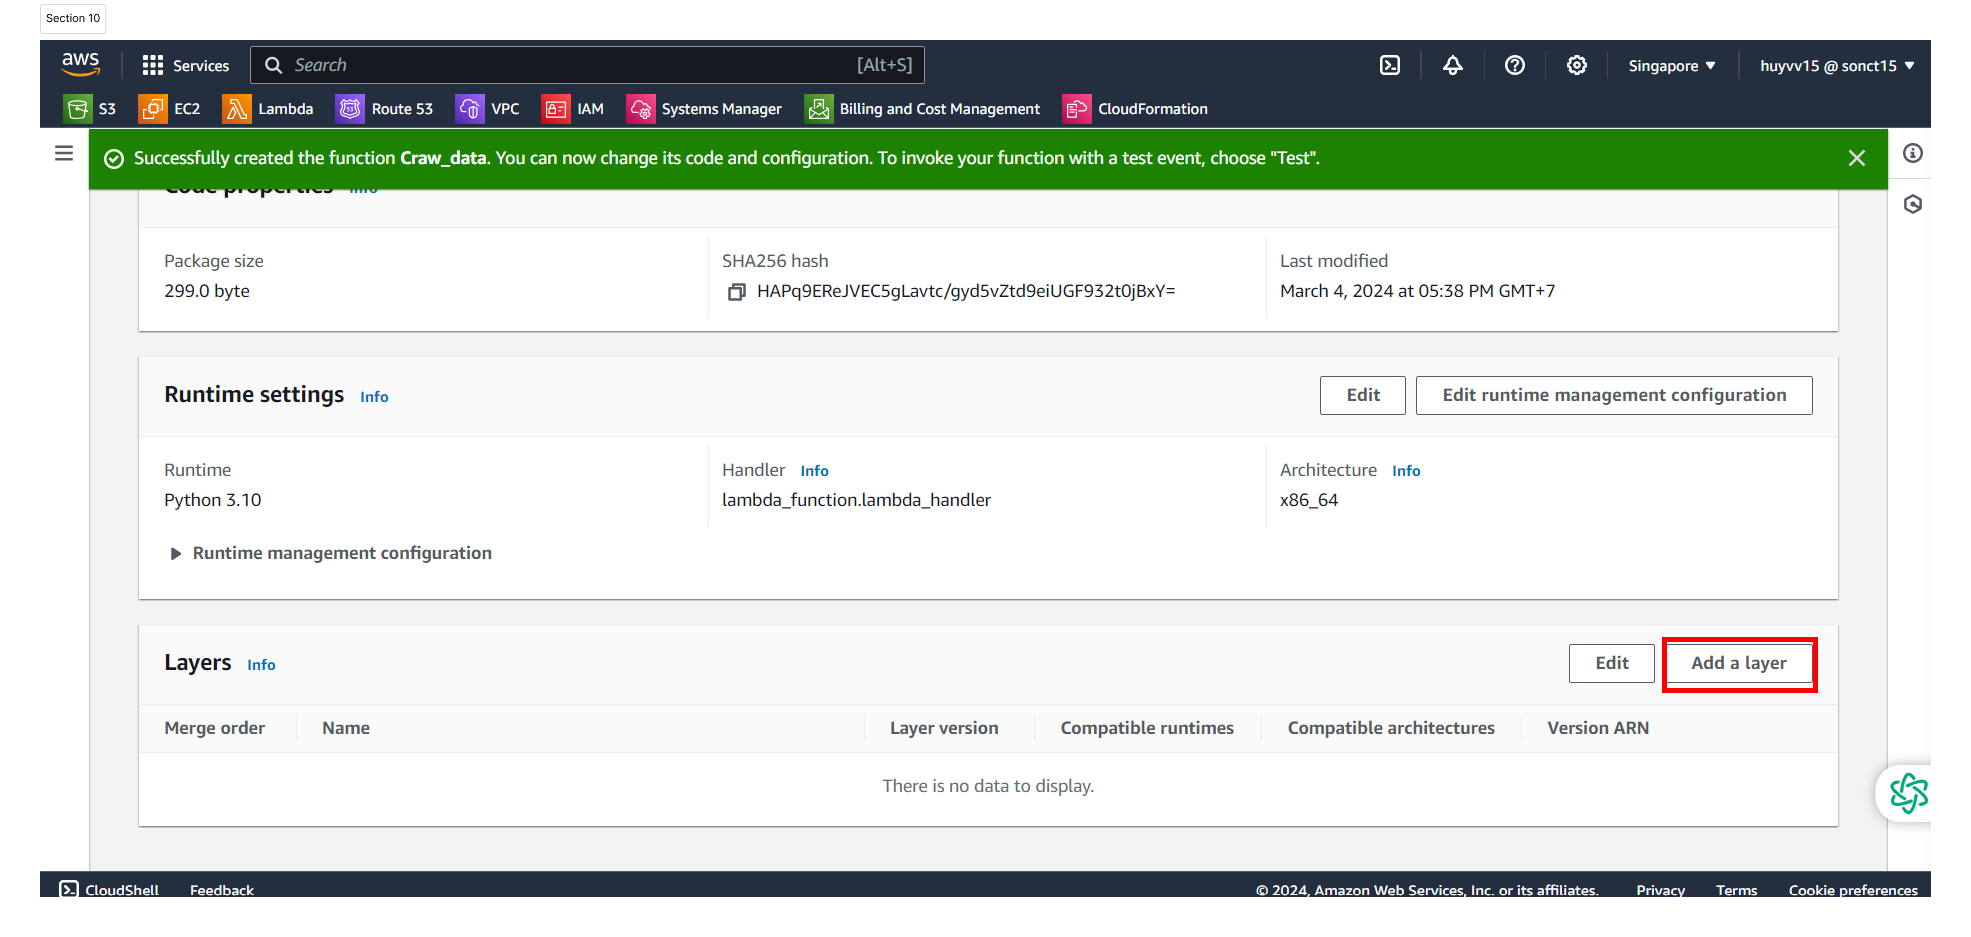 Section 10
aws Services Search [Alt+S] Singapore ▼ huyvv15 @ sonct15 ▼
S3 EC2 Lambda Route 53 VPC IAM Systems Manager Billing and Cost Management CloudFormation
Successfully created the function Craw_data. You can now change its code and configuration. To invoke your function with a test event, choose "Test".
Code properties Info
Package size SHA256 hash Last modified
299.0 byte HAPq9EReJVEC5gLavtc/gyd5vZtd9eiUGF932t0jBxY= March 4, 2024 at 05:38 PM GMT+7
Runtime settings Info Edit Edit runtime management configuration
Runtime Handler Info Architecture Info
Python 3.10 lambda_function.lambda_handler x86_64
Runtime management configuration
Layers Info Edit Add a layer
Merge order Name Layer version Compatible runtimes Compatible architectures Version ARN
There is no data to display.
CloudShell Feedback © 2024, Amazon Web Services, Inc. or its affiliates. Privacy Terms Cookie preferences